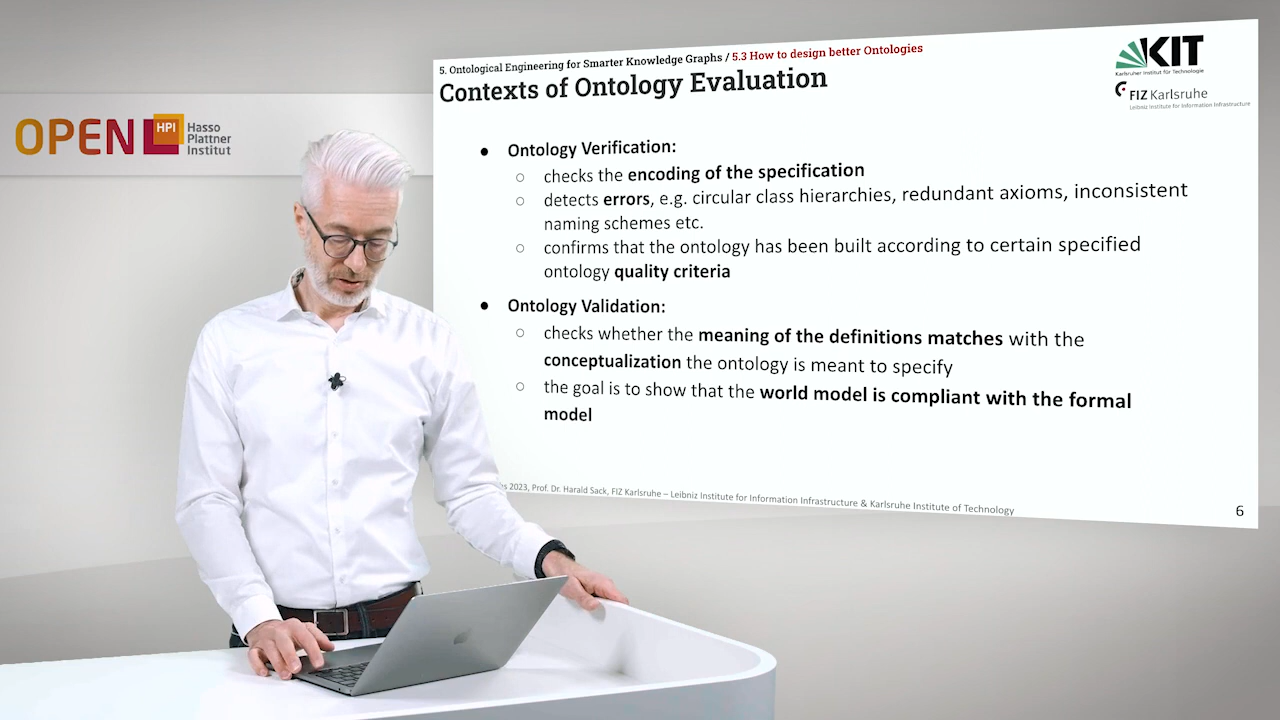 5. Ontological Engineering for Smarter Knowledge Graphs / 5.3 How to design better Ontologies
Contexts of Ontology Evaluation
KIT
Karlsruher Institut für Technologie
FIZ Karlsruhe
Leibniz Institute for Information Infrastructure
OPEN HPI Hasso
Plattner
Institut
● Ontology Verification:
○ checks the encoding of the specification
○ detects errors, e.g. circular class hierarchies, redundant axioms, inconsistent
naming schemes etc.
○ confirms that the ontology has been built according to certain specified
ontology quality criteria
● Ontology Validation:
○ checks whether the meaning of the definitions matches with the
conceptualization the ontology is meant to specify
○ the goal is to show that the world model is compliant with the formal
model
2023, Prof. Dr. Harald Sack, FIZ Karlsruhe – Leibniz Institute for Information Infrastructure & Karlsruhe Institute of Technology
6